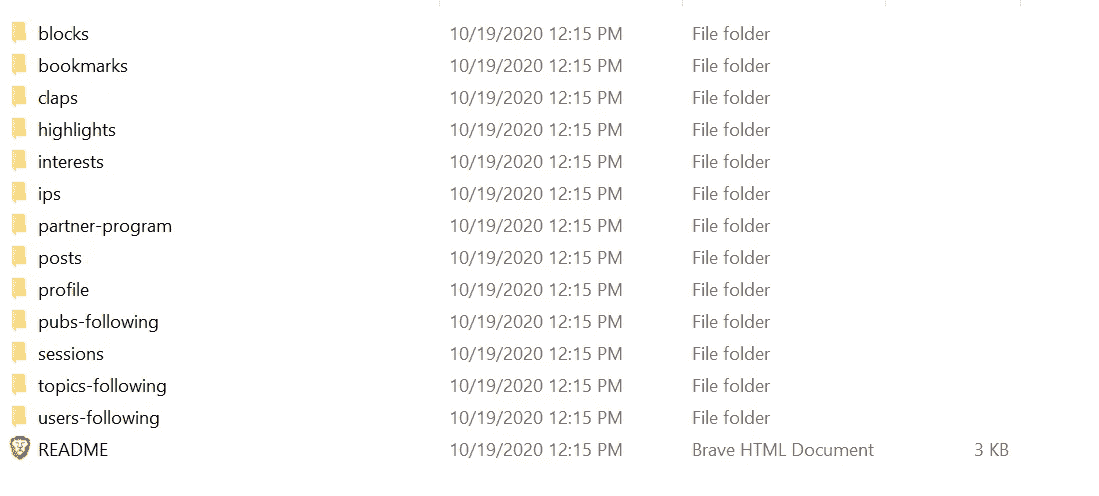 blocks 10/19/2020 12:15 PM File folder
bookmarks 10/19/2020 12:15 PM File folder
claps 10/19/2020 12:15 PM File folder
highlights 10/19/2020 12:15 PM File folder
interests 10/19/2020 12:15 PM File folder
ips 10/19/2020 12:15 PM File folder
partner-program 10/19/2020 12:15 PM File folder
posts 10/19/2020 12:15 PM File folder
profile 10/19/2020 12:15 PM File folder
pubs-following 10/19/2020 12:15 PM File folder
sessions 10/19/2020 12:15 PM File folder
topics-following 10/19/2020 12:15 PM File folder
users-following 10/19/2020 12:15 PM File folder
README 10/19/2020 12:15 PM Brave HTML Document 3 KB